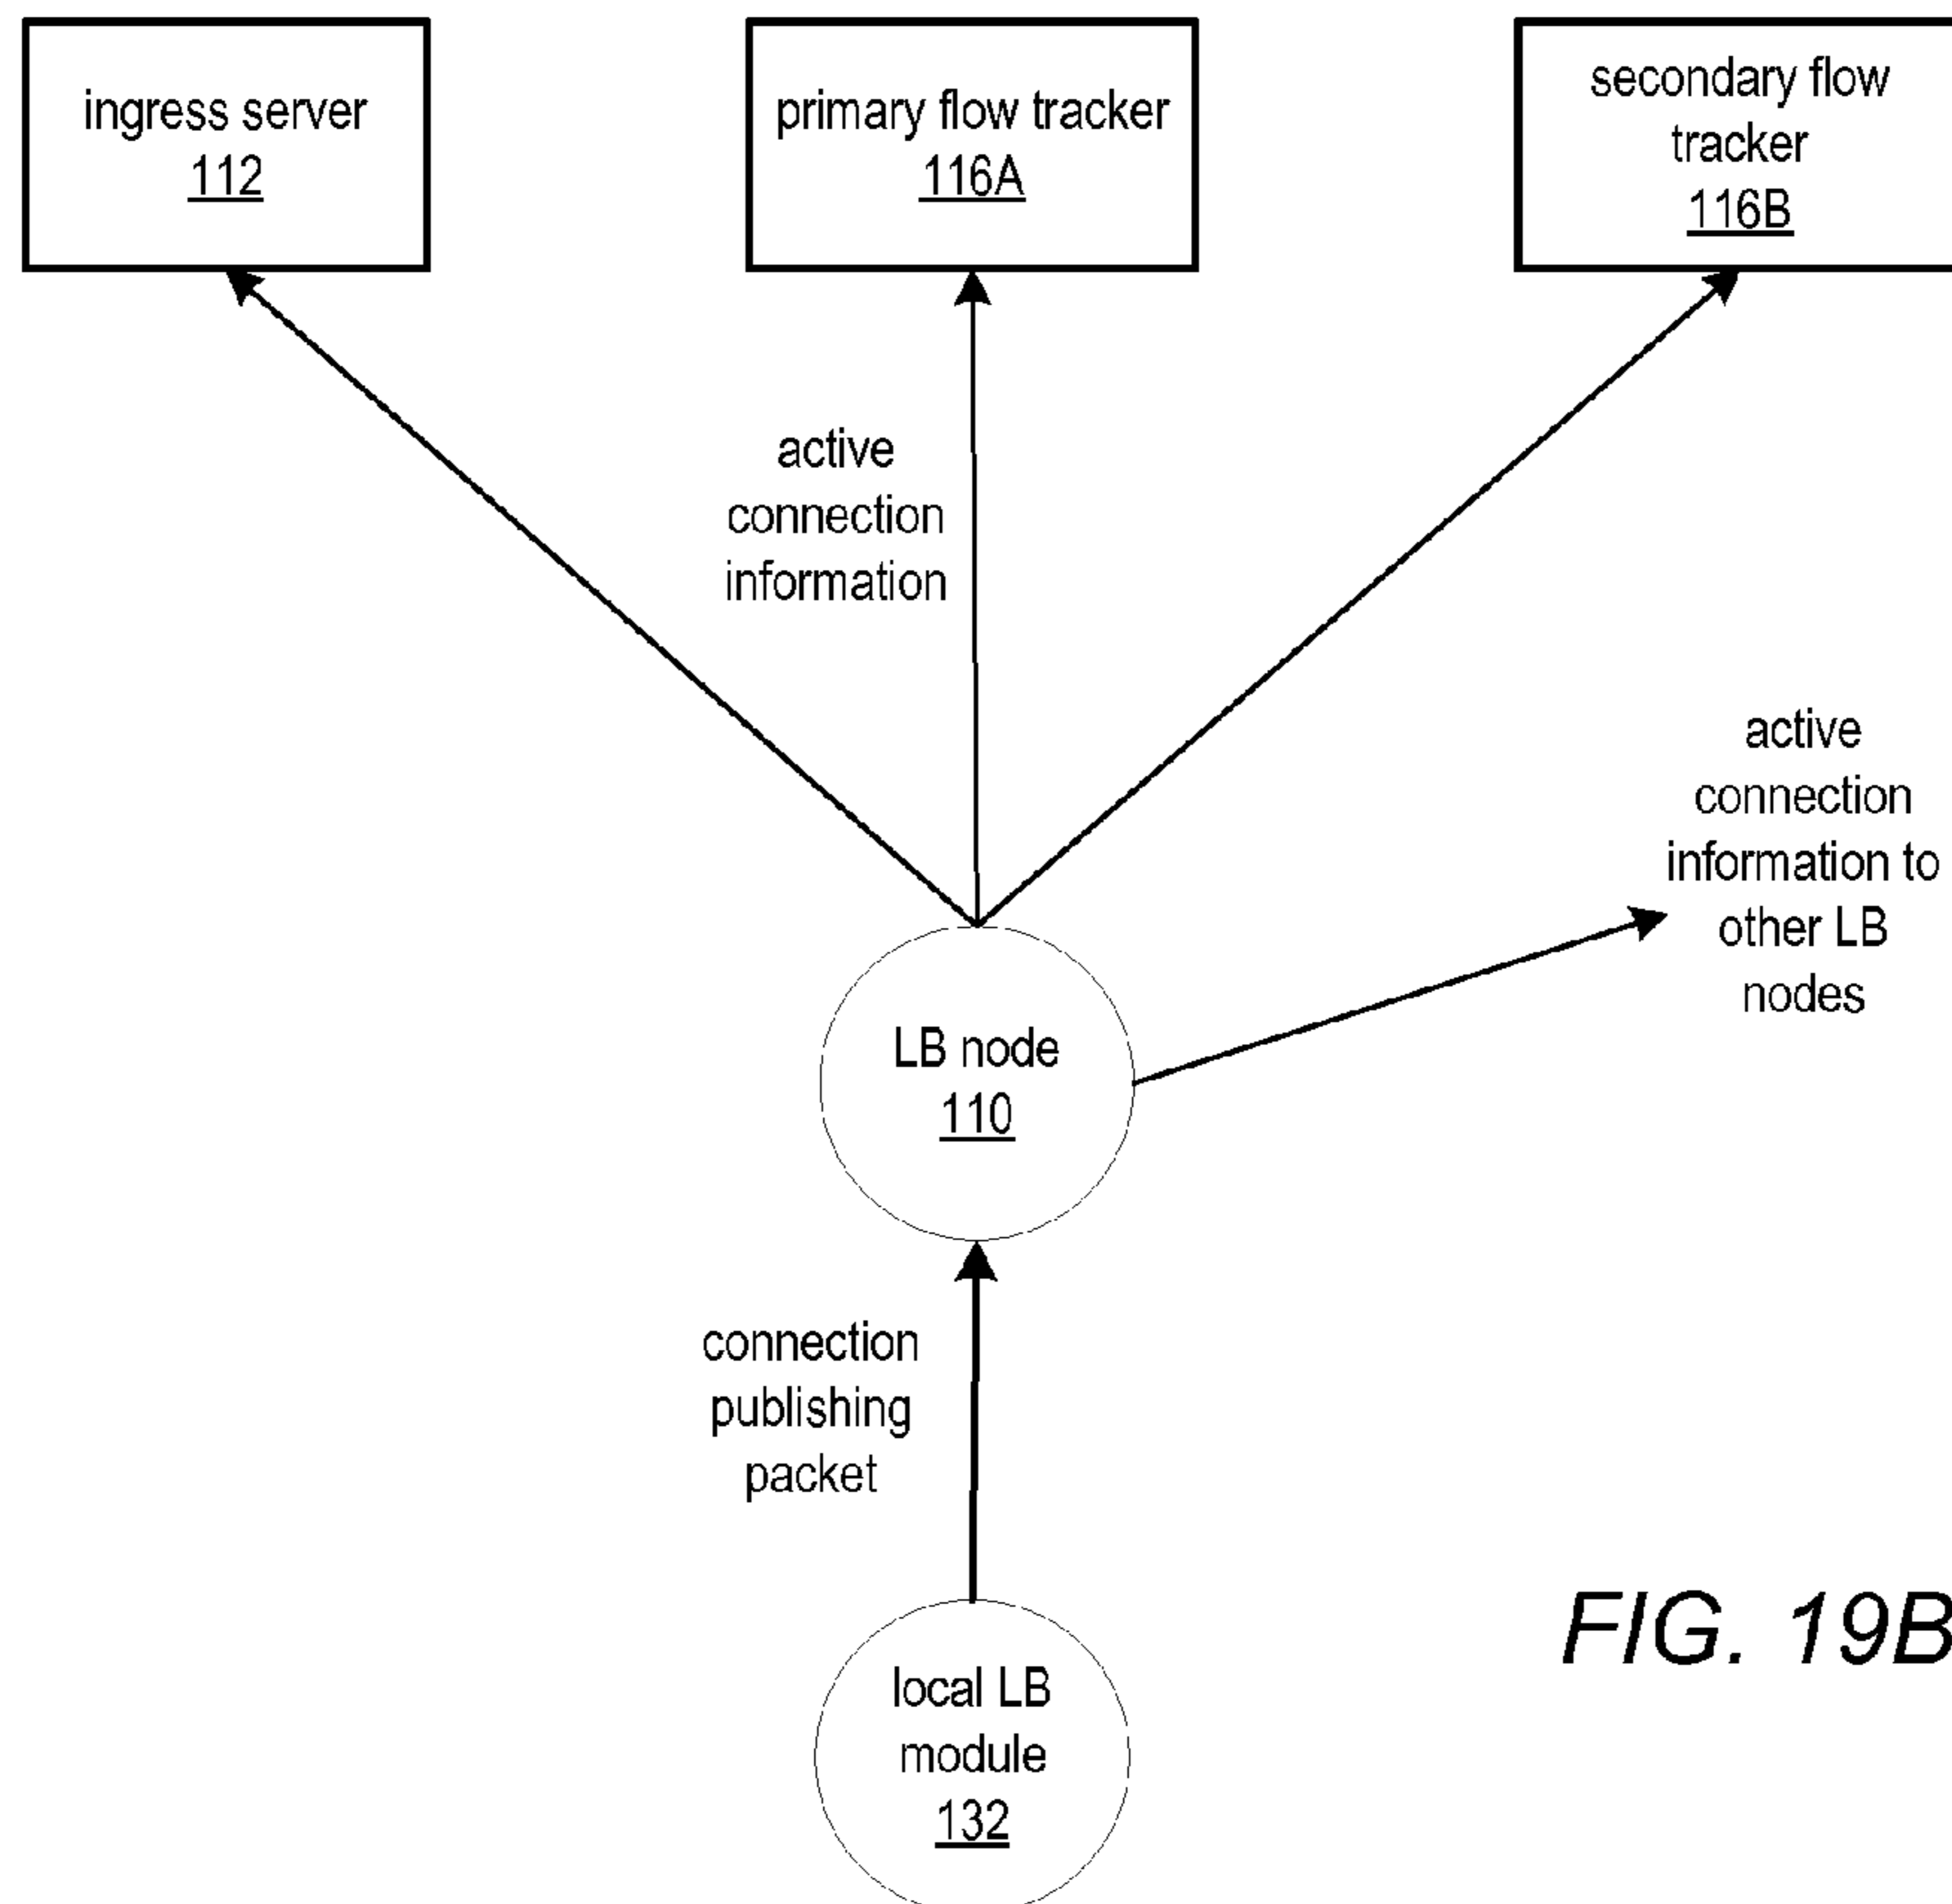 ingress server
112
primary flow tracker
116A
secondary flow
tracker
116B
active
connection
information
active
connection
information to
other LB
nodes
LB node
110
connection
publishing
packet
local LB
module
132
FIG. 19B